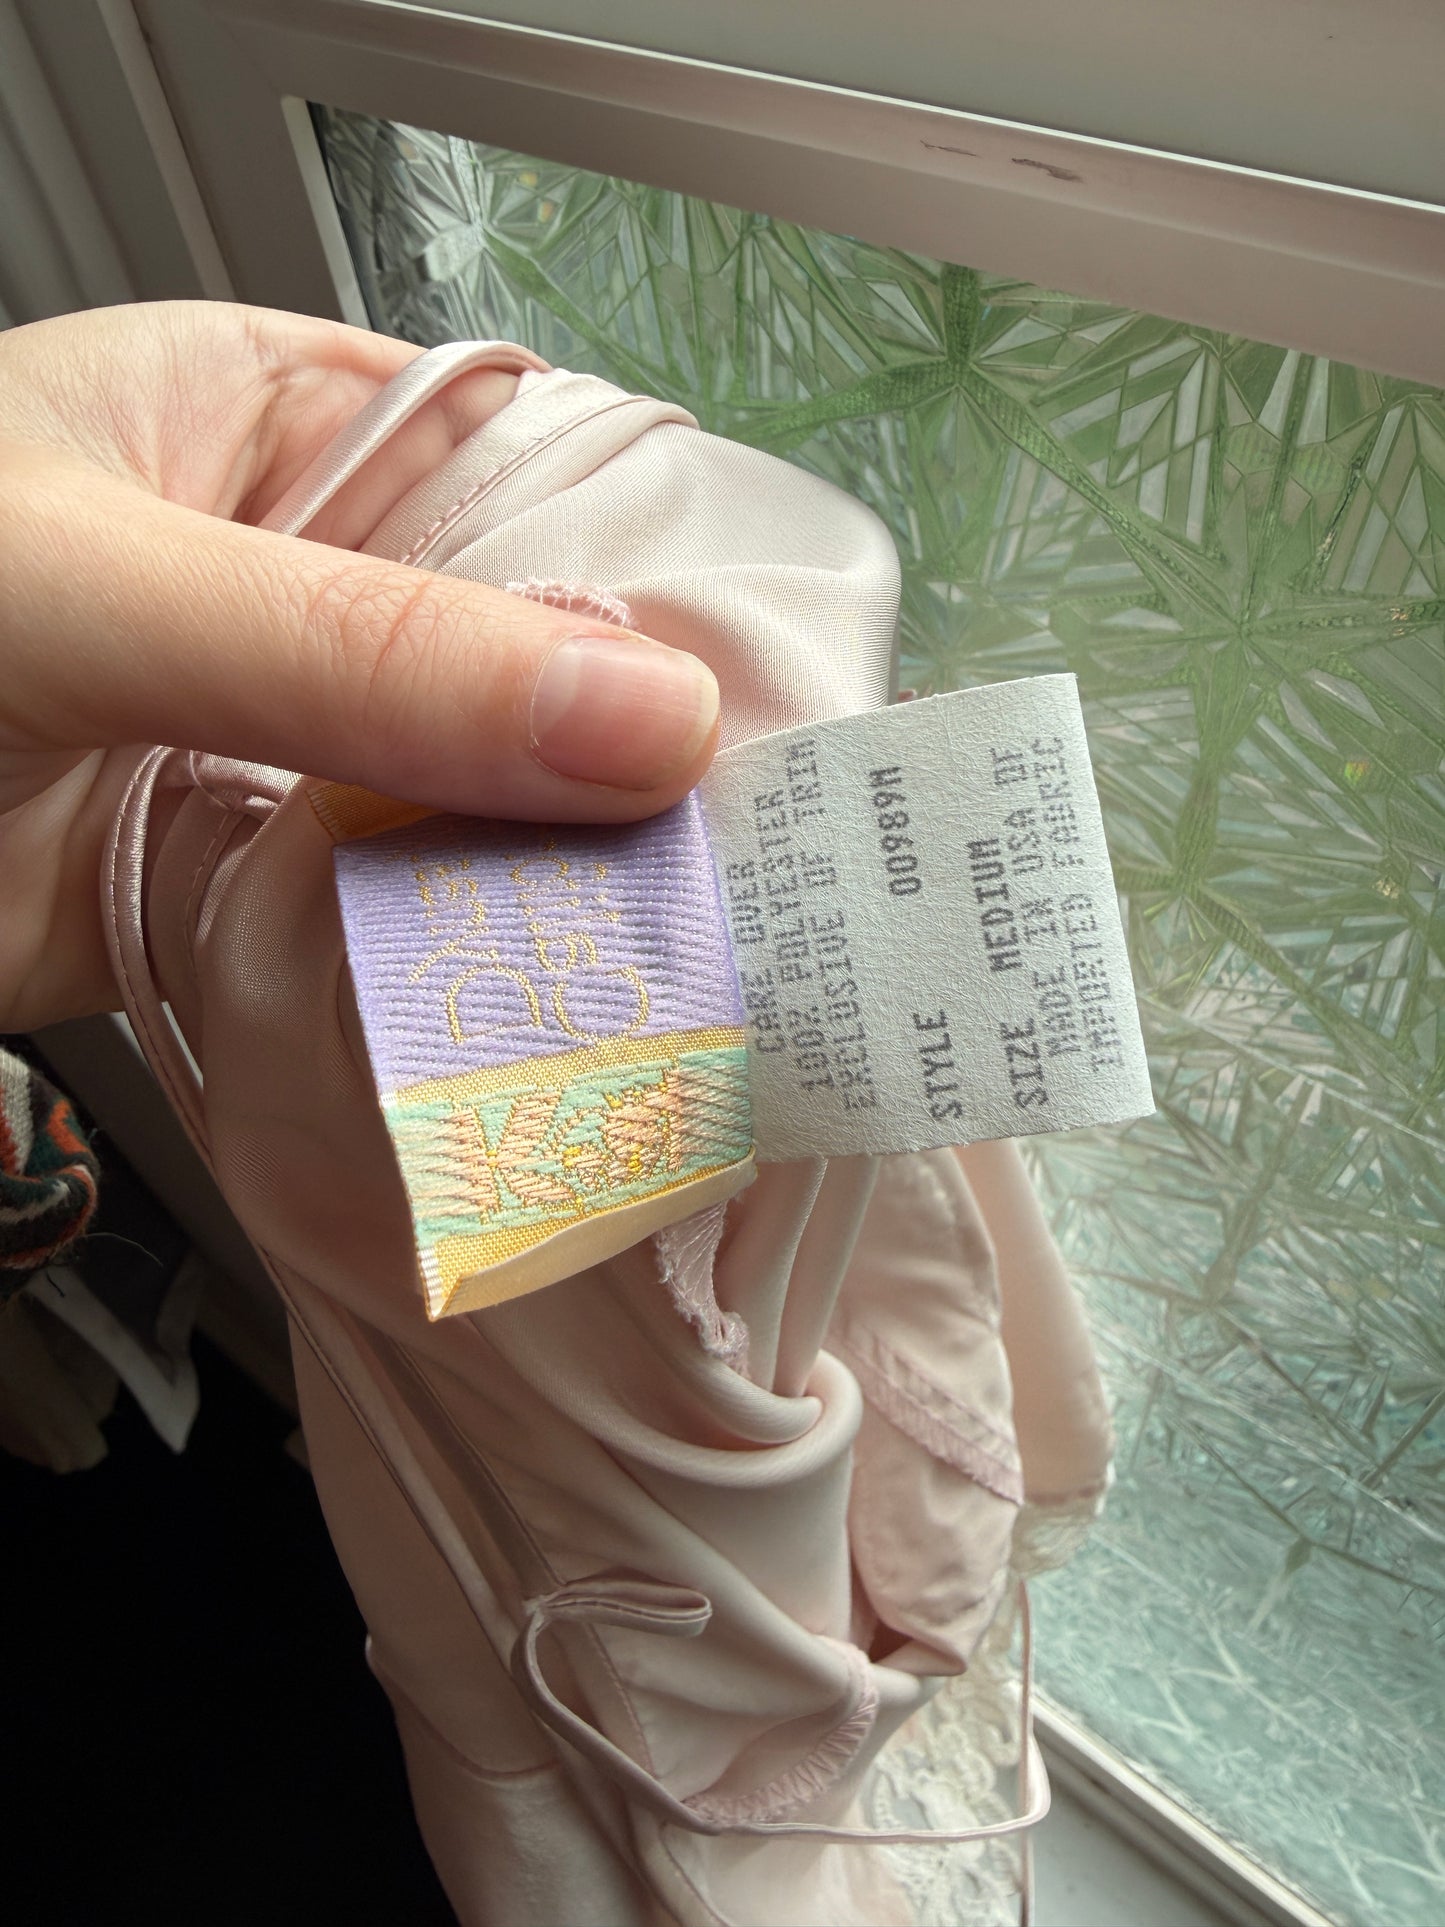 CARE OVER
100% POLYESTER
EXCLUSIVE OF TRIM
STYLE 00989M
SIZE MEDIUM
MADE IN USA OF
IMPORTED FABRIC